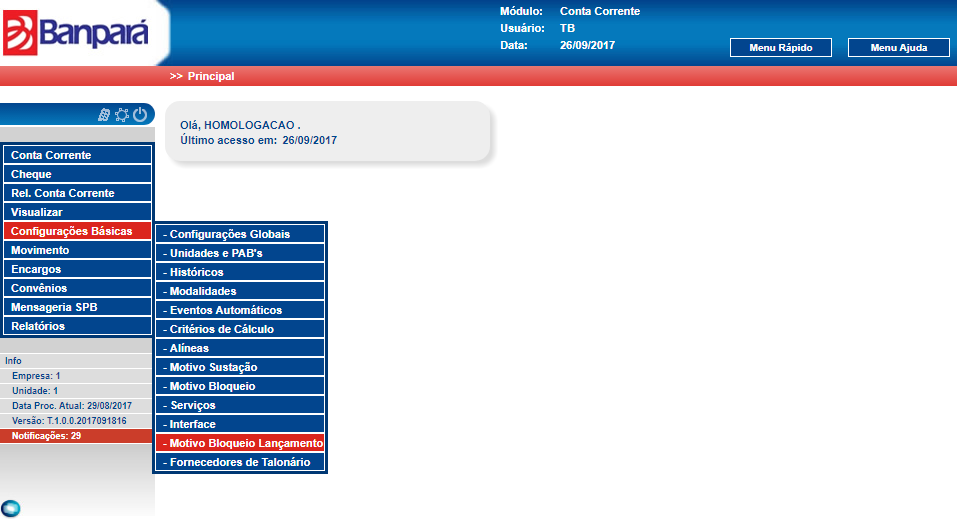 Banpará
Módulo: Conta Corrente
Usuário: TB
Data: 26/09/2017
Menu Rápido
Menu Ajuda
>> Principal
Olá, HOMOLOGACAO .
Último acesso em: 26/09/2017
Conta Corrente
Cheque
Rel. Conta Corrente
Visualizar
Configurações Básicas
Movimento
Encargos
Convênios
Mensageria SPB
Relatórios
- Configurações Globais
- Unidades e PAB's
- Históricos
- Modalidades
- Eventos Automáticos
- Critérios de Cálculo
- Alíneas
- Motivo Sustação
- Motivo Bloqueio
- Serviços
- Interface
- Motivo Bloqueio Lançamento
- Fornecedores de Talonário
Info
Empresa: 1
Unidade: 1
Data Proc. Atual: 29/08/2017
Versão: T.1.0.0.2017091816
Notificações: 29